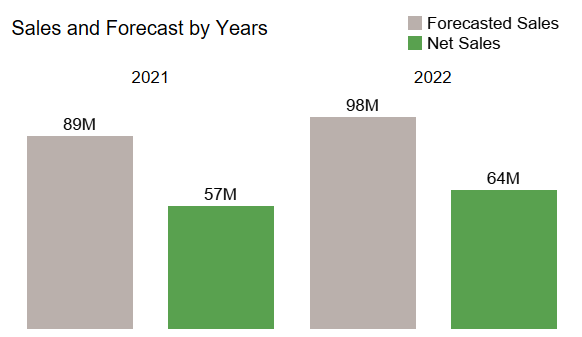 Sales and Forecast by Years
Forecasted Sales
Net Sales
2021
2022
89M
57M
98M
64M